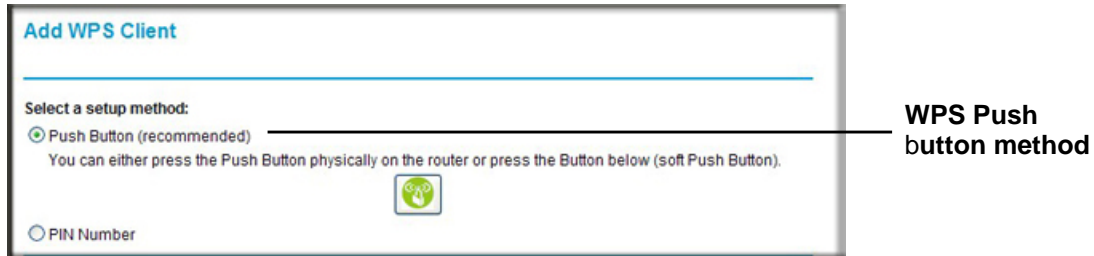 Add WPS Client
Select a setup method:
Push Button (recommended)
You can either press the Push Button physically on the router or press the Button below (soft Push Button).
PIN Number
WPS Push
button method